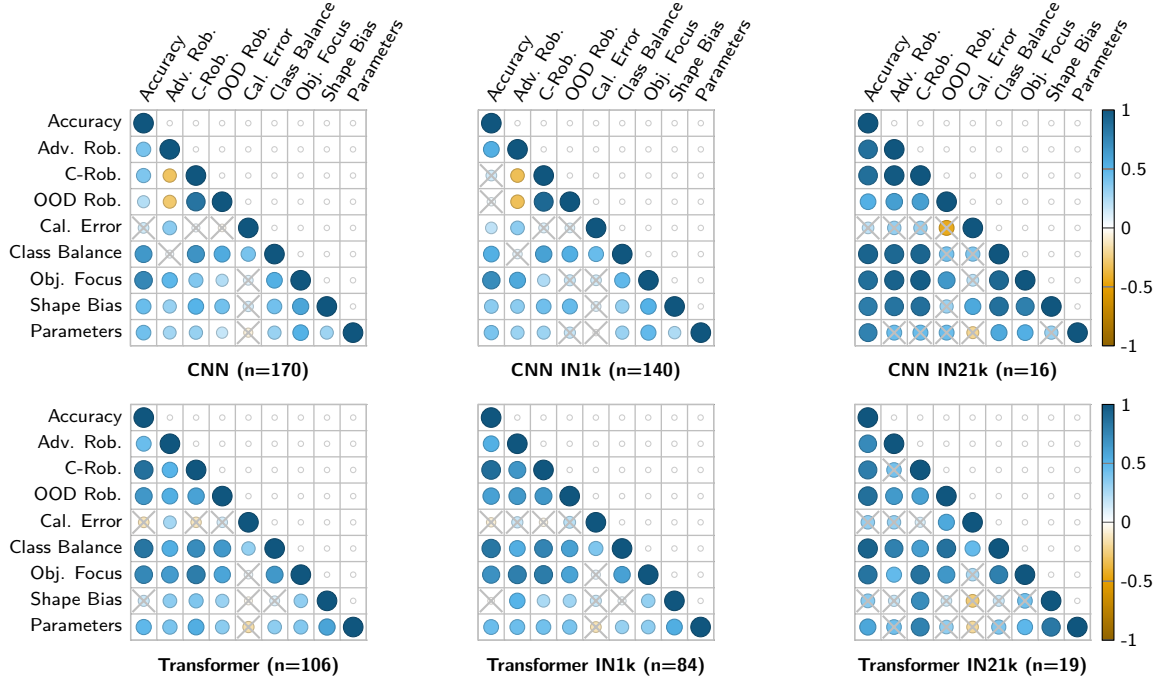 Accuracy
Adv. Rob.
C-Rob.
OOD Rob.
Cal. Error
Class Balance
Obj. Focus
Shape Bias
Parameters
Accuracy
Adv. Rob.
C-Rob.
OOD Rob.
Cal. Error
Class Balance
Obj. Focus
Shape Bias
Parameters
Accuracy
Adv. Rob.
C-Rob.
OOD Rob.
Cal. Error
Class Balance
Obj. Focus
Shape Bias
Parameters
Accuracy
Adv. Rob.
C-Rob.
OOD Rob.
Cal. Error
Class Balance
Obj. Focus
Shape Bias
Parameters
1
0.5
0
-0.5
-1
CNN (n=170)
CNN IN1k (n=140)
CNN IN21k (n=16)
Accuracy
Adv. Rob.
C-Rob.
OOD Rob.
Cal. Error
Class Balance
Obj. Focus
Shape Bias
Parameters
1
0.5
0
-0.5
-1
Transformer (n=106)
Transformer IN1k (n=84)
Transformer IN21k (n=19)